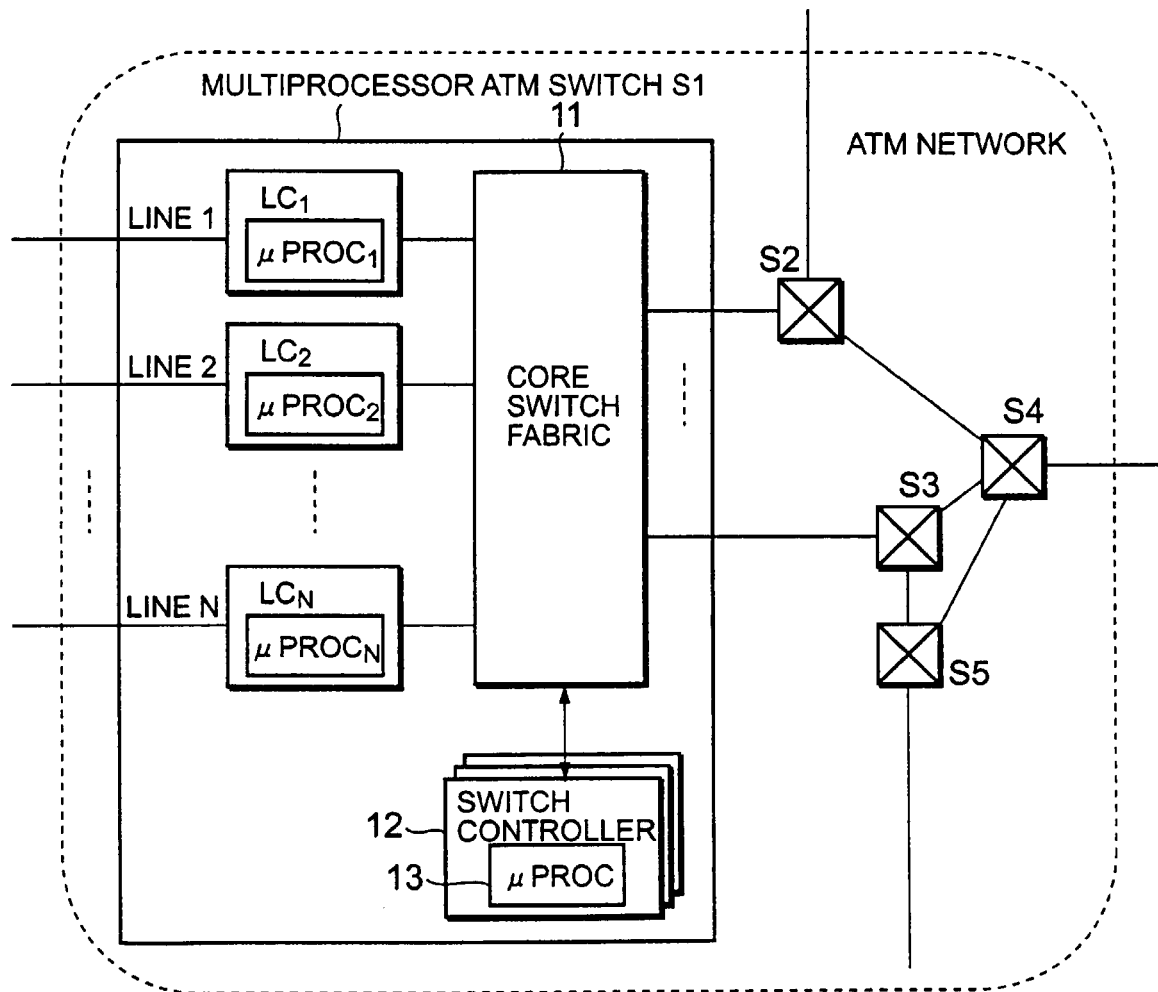 MULTIPROCESSOR ATM SWITCH S1
11
ATM NETWORK
LINE 1
LC1
μ PROC1
LINE 2
LC2
μ PROC2
LINE N
LCN
μ PROCN
CORE
SWITCH
FABRIC
S2
S4
S3
S5
12
SWITCH
CONTROLLER
13
μ PROC